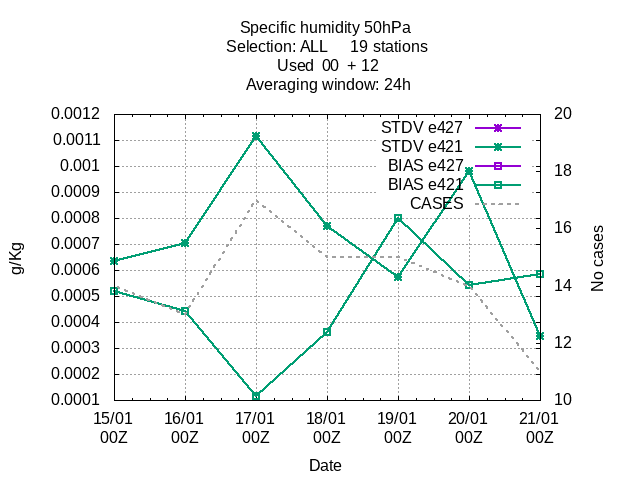 Specific humidity 50hPa
Selection: ALL     19 stations
Used  00  + 12
Averaging window: 24h
0.0012
0.0011
0.001
0.0009
0.0008
0.0007
0.0006
0.0005
0.0004
0.0003
0.0002
0.0001
g/Kg
STDV e427
STDV e421
BIAS e427
BIAS e421
CASES
20
18
16
14
12
10
No cases
15/01 16/01 17/01 18/01 19/01 20/01 21/01
00Z 00Z 00Z 00Z 00Z 00Z 00Z
Date